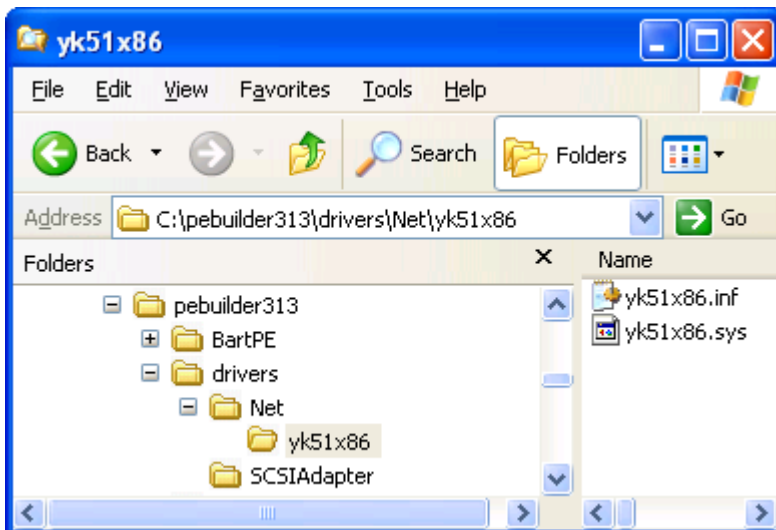 yk51x86
File Edit View Favorites Tools Help
Back Search Folders
Address C:\pebuilder313\drivers\Net\yk51x86 Go
Folders x Name
pebuilder313
BartPE
drivers
Net
yk51x86
SCSIAdapter
yk51x86.inf
yk51x86.sys